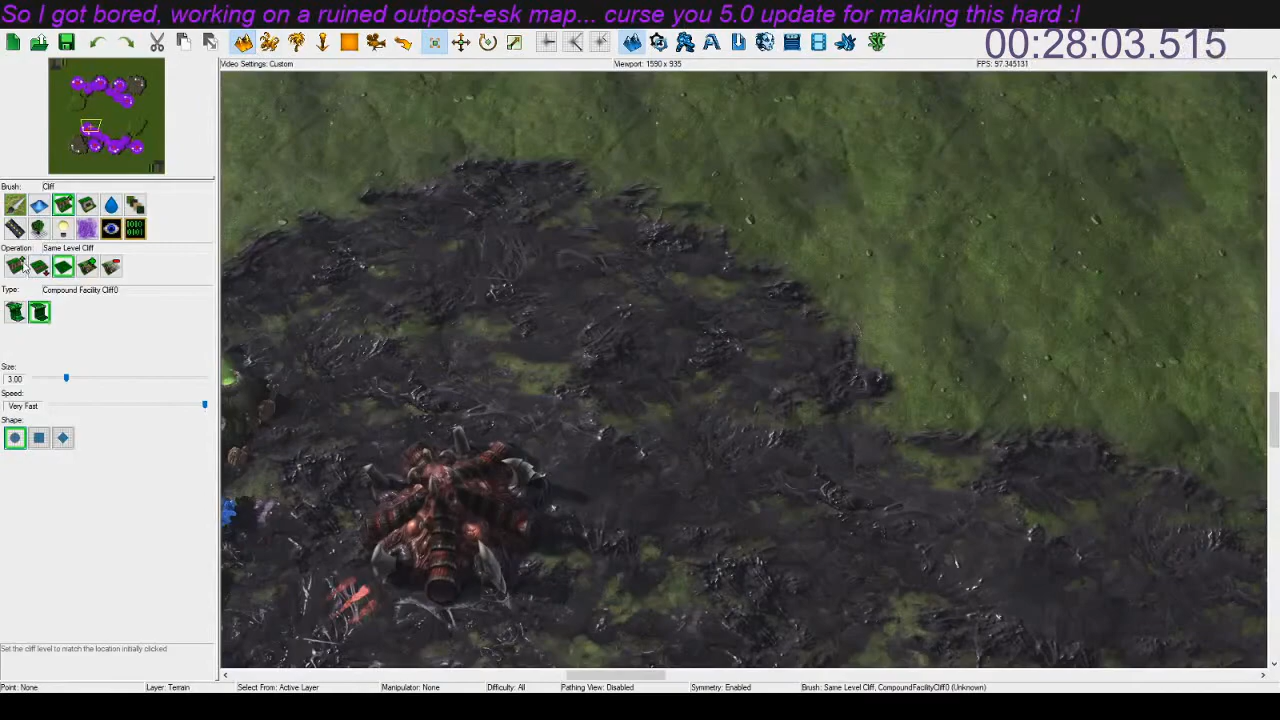 So I got bored, working on a ruined outpost-esk map... curse you 5.0 update for making this hard :l
00:28:03.515
Video Settings: Custom
Viewport: 1590 x 935
FPS: 97.345131
Brush: Cliff
Operation: Same Level Cliff
Type: Compound Facility Cliff0
Size:
3.00
Speed:
Very Fast
Shape:
Set the cliff level to match the location initially clicked
Point: None
Layer: Terrain
Select From: Active Layer
Manipulator: None
Difficulty: All
Pathing View: Disabled
Symmetry: Enabled
Brush: Same Level Cliff, CompoundFacilityCliff0 (Unknown)